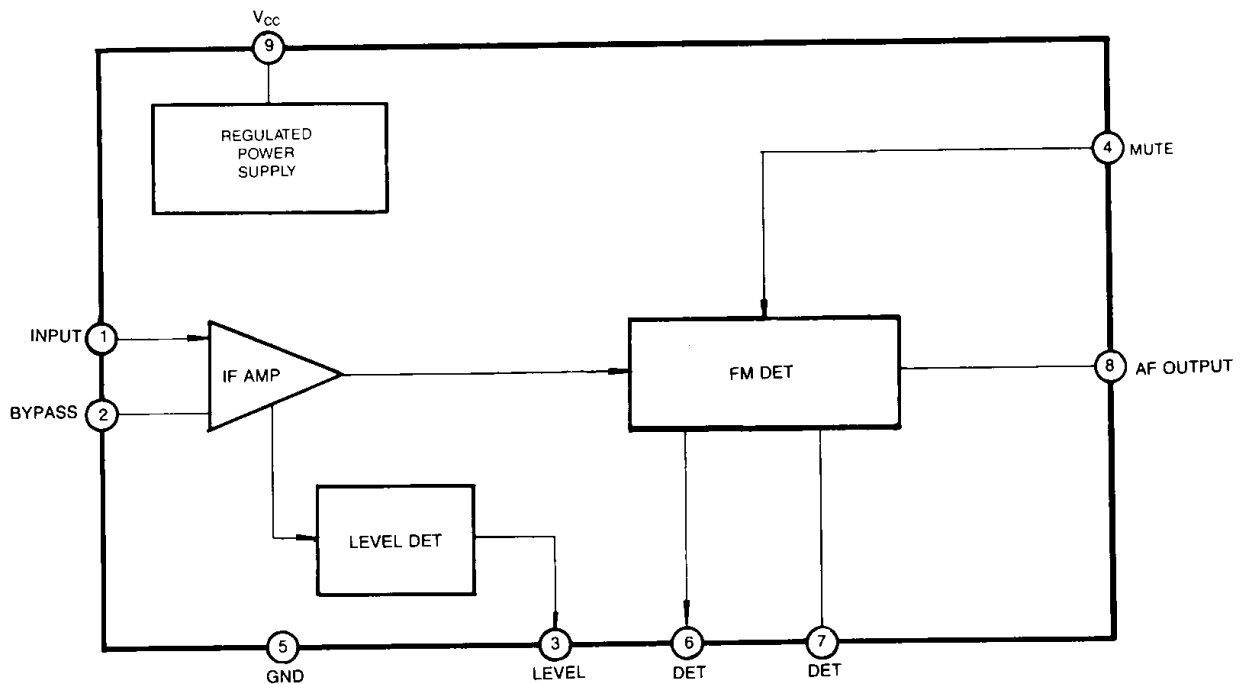 Vcc
9
REGULATED
POWER
SUPPLY
4 MUTE
INPUT 1
IF AMP
FM DET
8 AF OUTPUT
BYPASS 2
LEVEL DET
5
GND
3
LEVEL
6
DET
7
DET